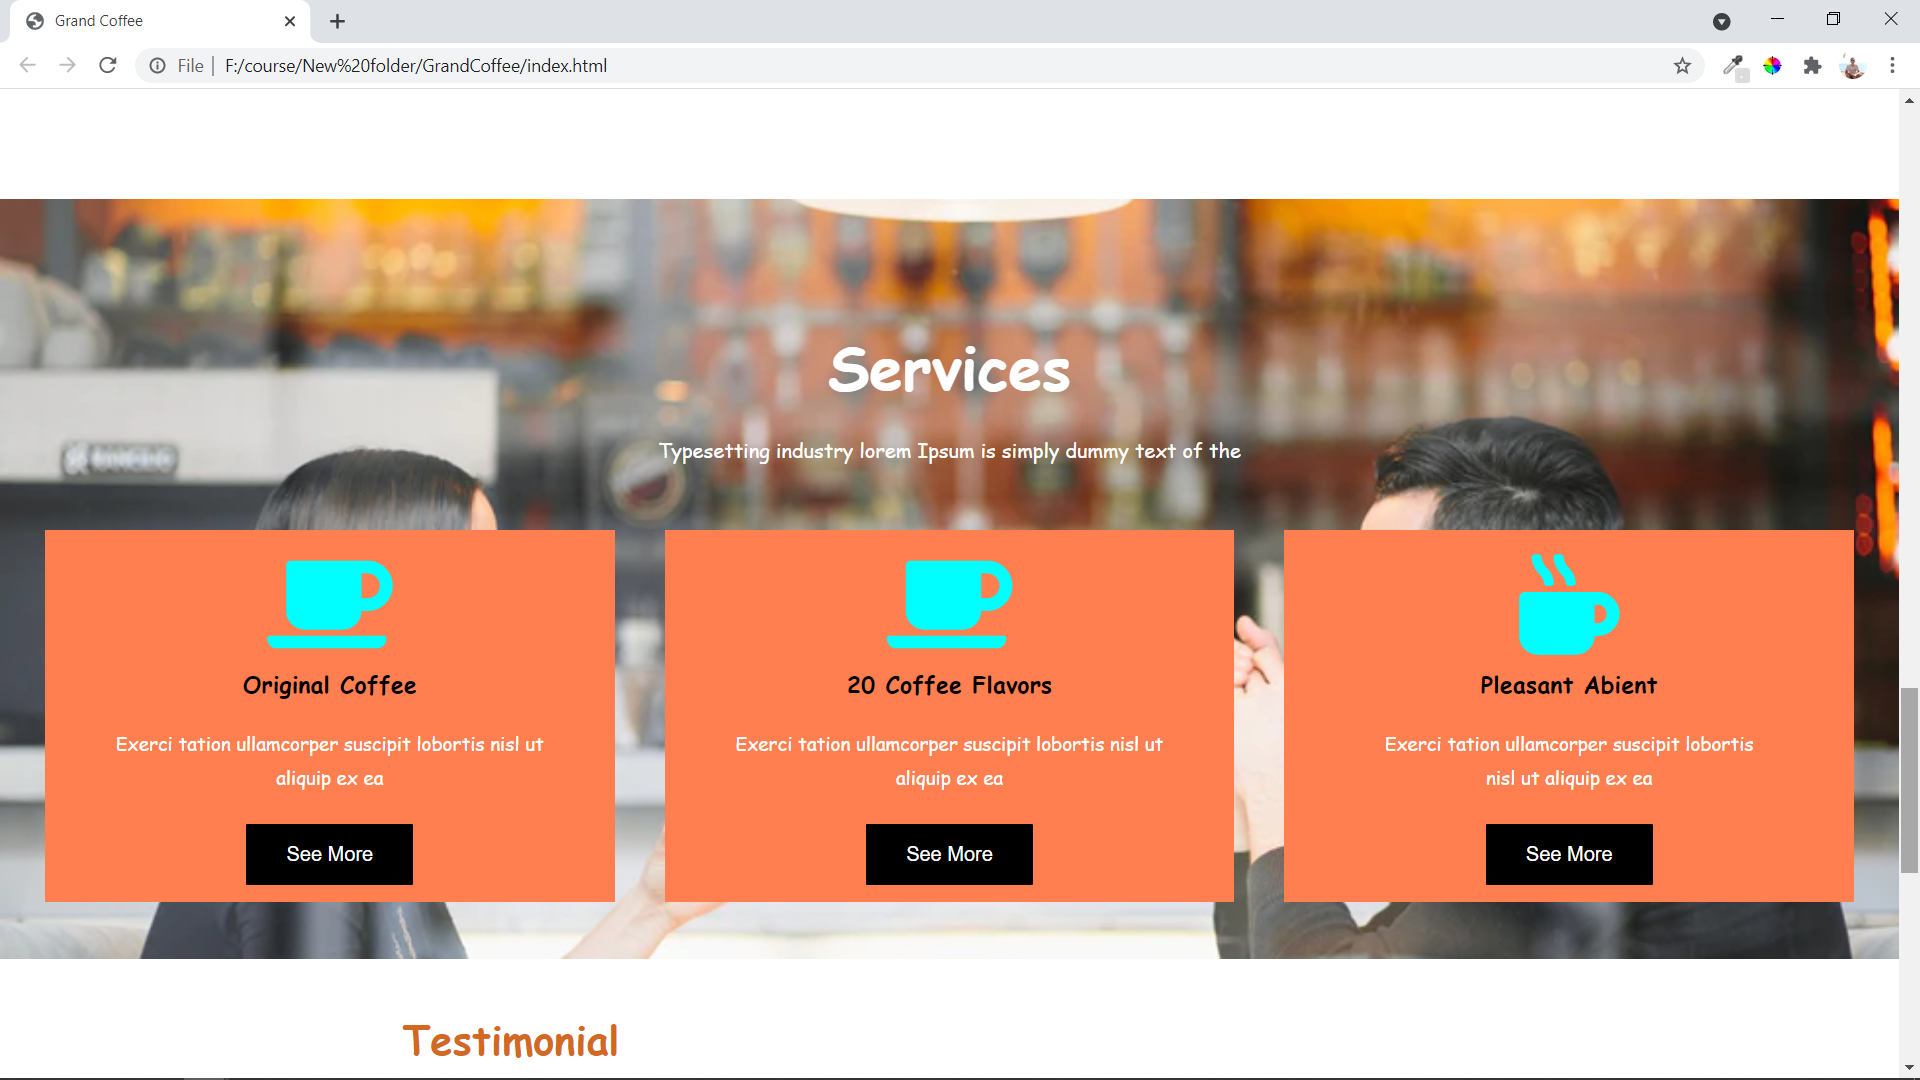 Grand Coffee
File
F:/course/New%20folder/GrandCoffee/index.html
Services
Typesetting industry lorem Ipsum is simply dummy text of the
Original Coffee
Exerci tation ullamcorper suscipit lobortis nisl ut
aliquip ex ea
See More
20 Coffee Flavors
Exerci tation ullamcorper suscipit lobortis nisl ut
aliquip ex ea
See More
Pleasant Abient
Exerci tation ullamcorper suscipit lobortis
nisl ut aliquip ex ea
See More
Testimonial